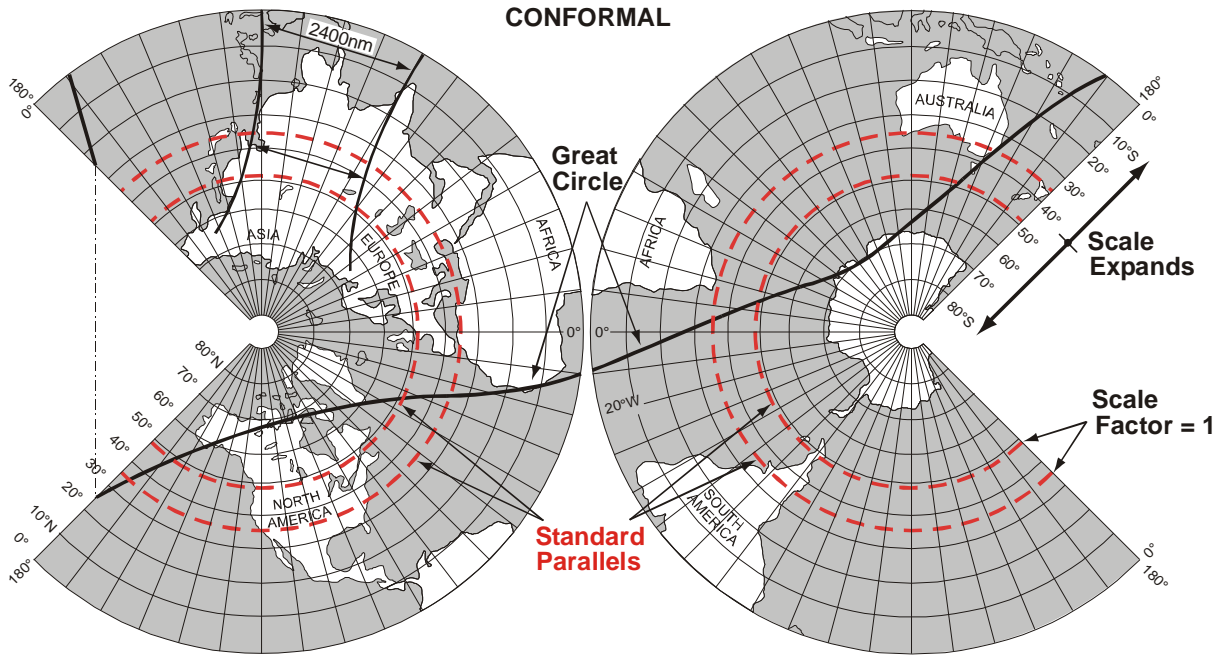 CONFORMAL
2400nm
180°
0°
ASIA
EUROPE
AFRICA
0°
80°N
70°
60°
50°
40°
30°
20°
10°N
0°
180°
NORTH
AMERICA
Great
Circle
Standard
Parallels
AUSTRALIA
AFRICA
0°
20°W
SOUTH
AMERICA
180°
0°
10°S
20°
30°
40°
50°
60°
70°
80°S
Scale
Expands
Scale
Factor = 1
0°
180°